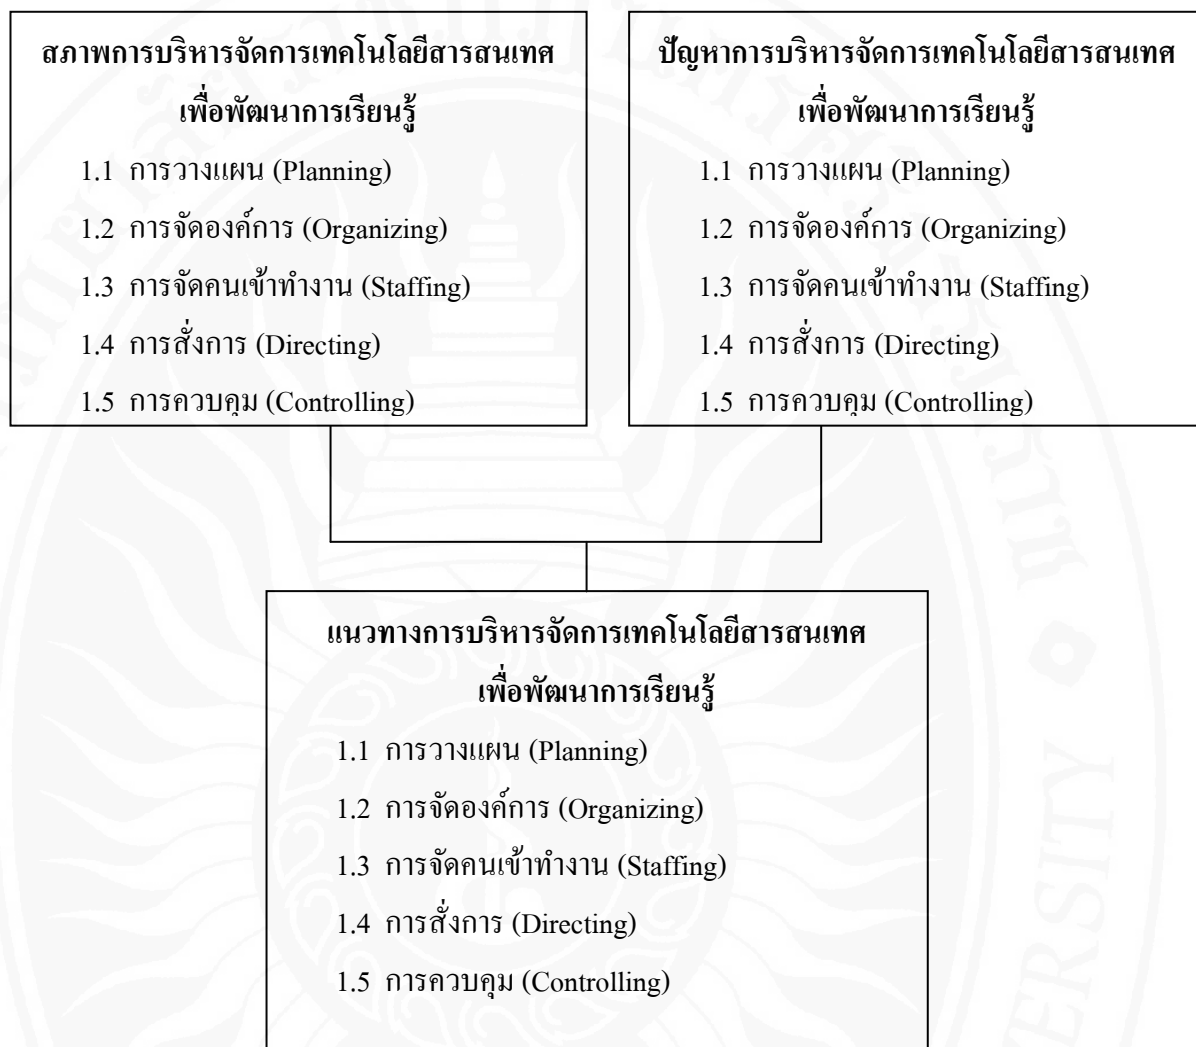 สภาพการบริหารจัดการเทคโนโลยีสารสนเทศ
เพื่อพัฒนาการเรียนรู้
1.1 การวางแผน (Planning)
1.2 การจัดองค์การ (Organizing)
1.3 การจัดคนเข้าทำงาน (Staffing)
1.4 การสั่งการ (Directing)
1.5 การควบคุม (Controlling)
ปัญหาการบริหารจัดการเทคโนโลยีสารสนเทศ
เพื่อพัฒนาการเรียนรู้
1.1 การวางแผน (Planning)
1.2 การจัดองค์การ (Organizing)
1.3 การจัดคนเข้าทำงาน (Staffing)
1.4 การสั่งการ (Directing)
1.5 การควบคุม (Controlling)
แนวทางการบริหารจัดการเทคโนโลยีสารสนเทศ
เพื่อพัฒนาการเรียนรู้
1.1 การวางแผน (Planning)
1.2 การจัดองค์การ (Organizing)
1.3 การจัดคนเข้าทำงาน (Staffing)
1.4 การสั่งการ (Directing)
1.5 การควบคุม (Controlling)